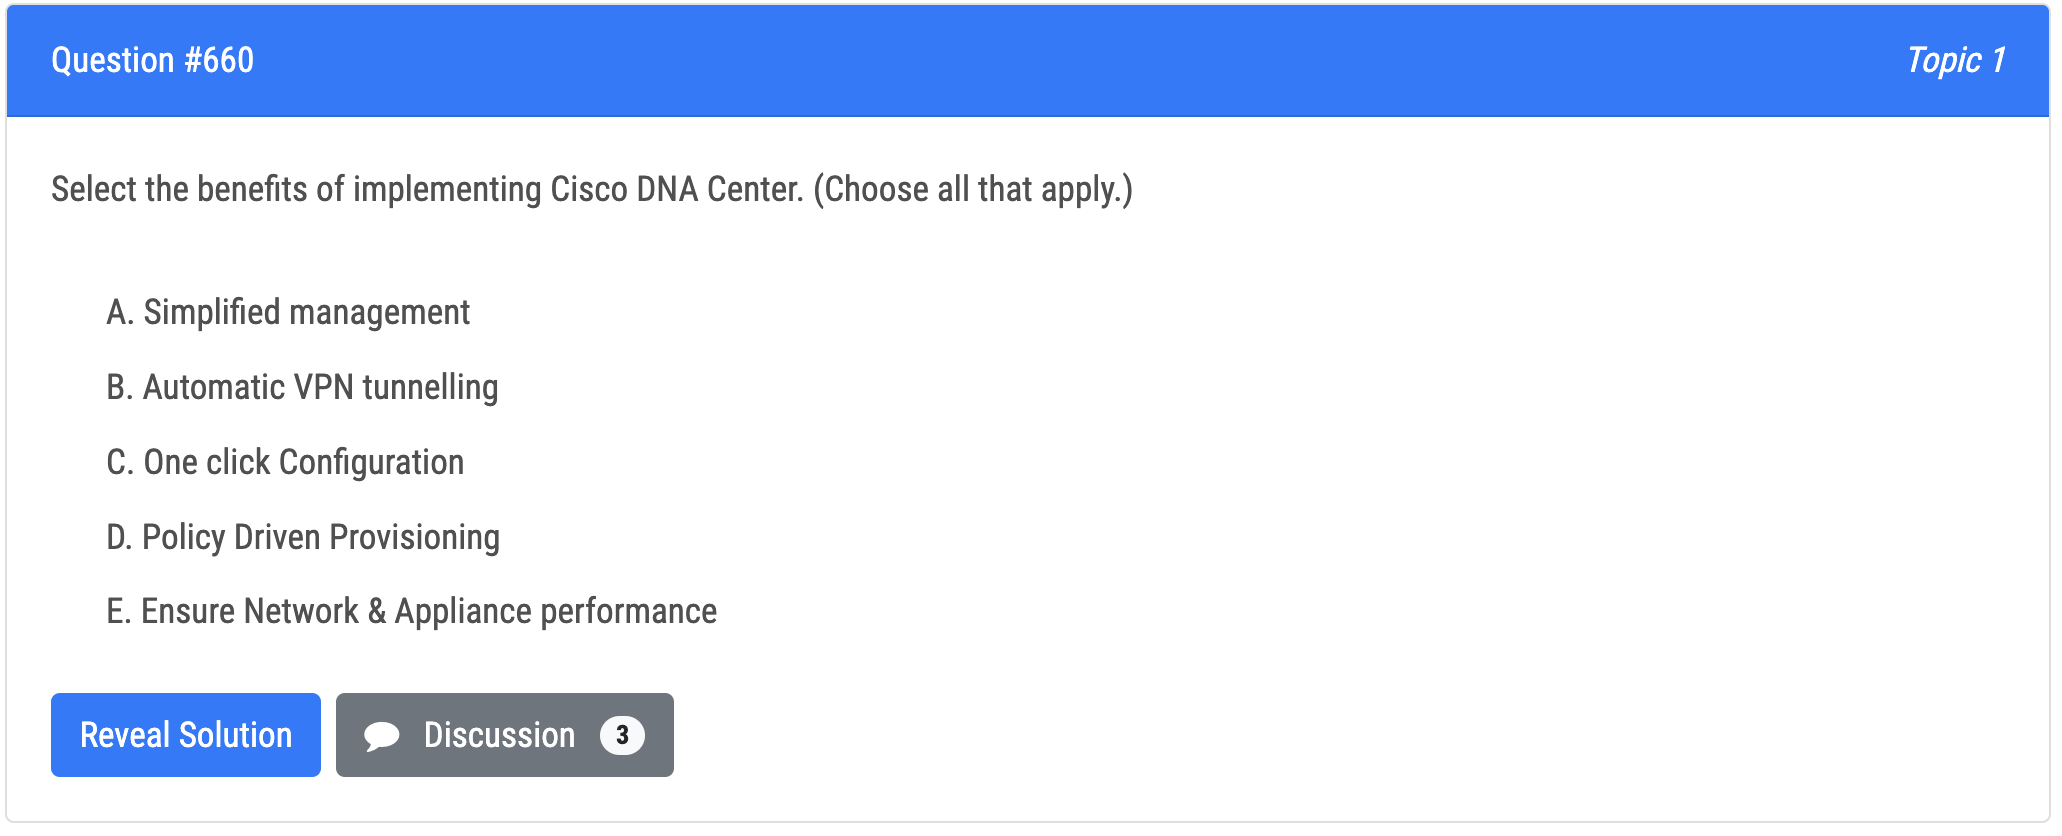 Question #660
Topic 1
Select the benefits of implementing Cisco DNA Center. (Choose all that apply.)
A. Simplified management
B. Automatic VPN tunnelling
C. One click Configuration
D. Policy Driven Provisioning
E. Ensure Network & Appliance performance
Reveal Solution
Discussion 3